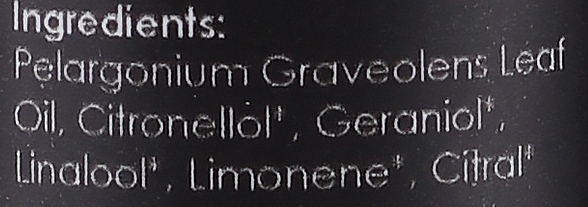 Ingredients:
Pelargonium Graveolens Leaf
Oil, Citronellol*, Geraniol*,
Linalool*, Limonene*, Citral*